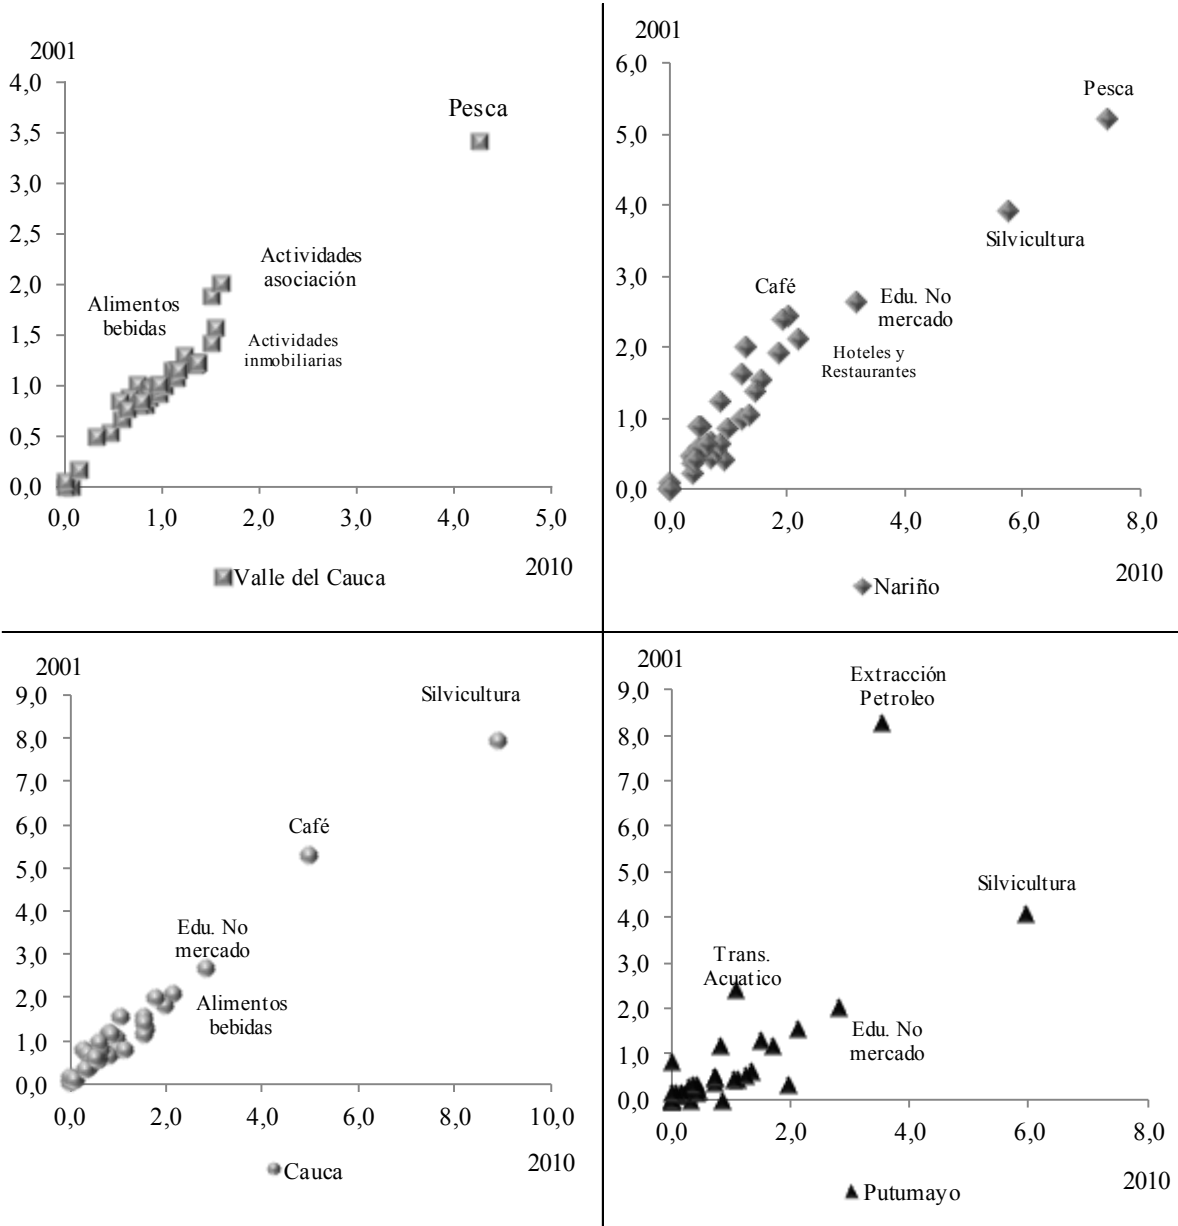 2001
4,0
3,5
3,0
2,5
2,0
1,5
1,0
0,5
0,0
0,0 1,0 2,0 3,0 4,0 5,0
Pesca
Actividades
asociación
Alimentos
bebidas
Actividades
inmobiliarias
2010
Valle del Cauca
2001
6,0
5,0
4,0
3,0
2,0
1,0
0,0
0,0 2,0 4,0 6,0 8,0
Pesca
Silvicultura
Café
Edu. No
mercado
Hoteles y
Restaurantes
2010
Nariño
2001
9,0
8,0
7,0
6,0
5,0
4,0
3,0
2,0
1,0
0,0
0,0 2,0 4,0 6,0 8,0 10,0
Silvicultura
Café
Edu. No
mercado
Alimentos
bebidas
2010
Cauca
2001
9,0
8,0
7,0
6,0
5,0
4,0
3,0
2,0
1,0
0,0
0,0 2,0 4,0 6,0 8,0
Extracción
Petroleo
Silvicultura
Trans.
Acuatico
Edu. No
mercado
2010
Putumayo